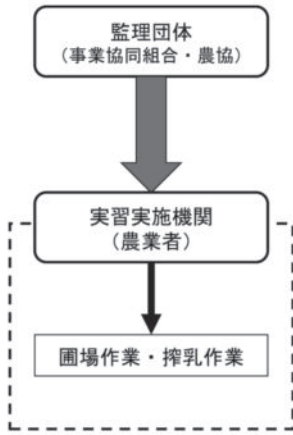 監理団体
(事業協同組合・農協)
実習実施機関
(農業者)
圃場作業・搾乳作業